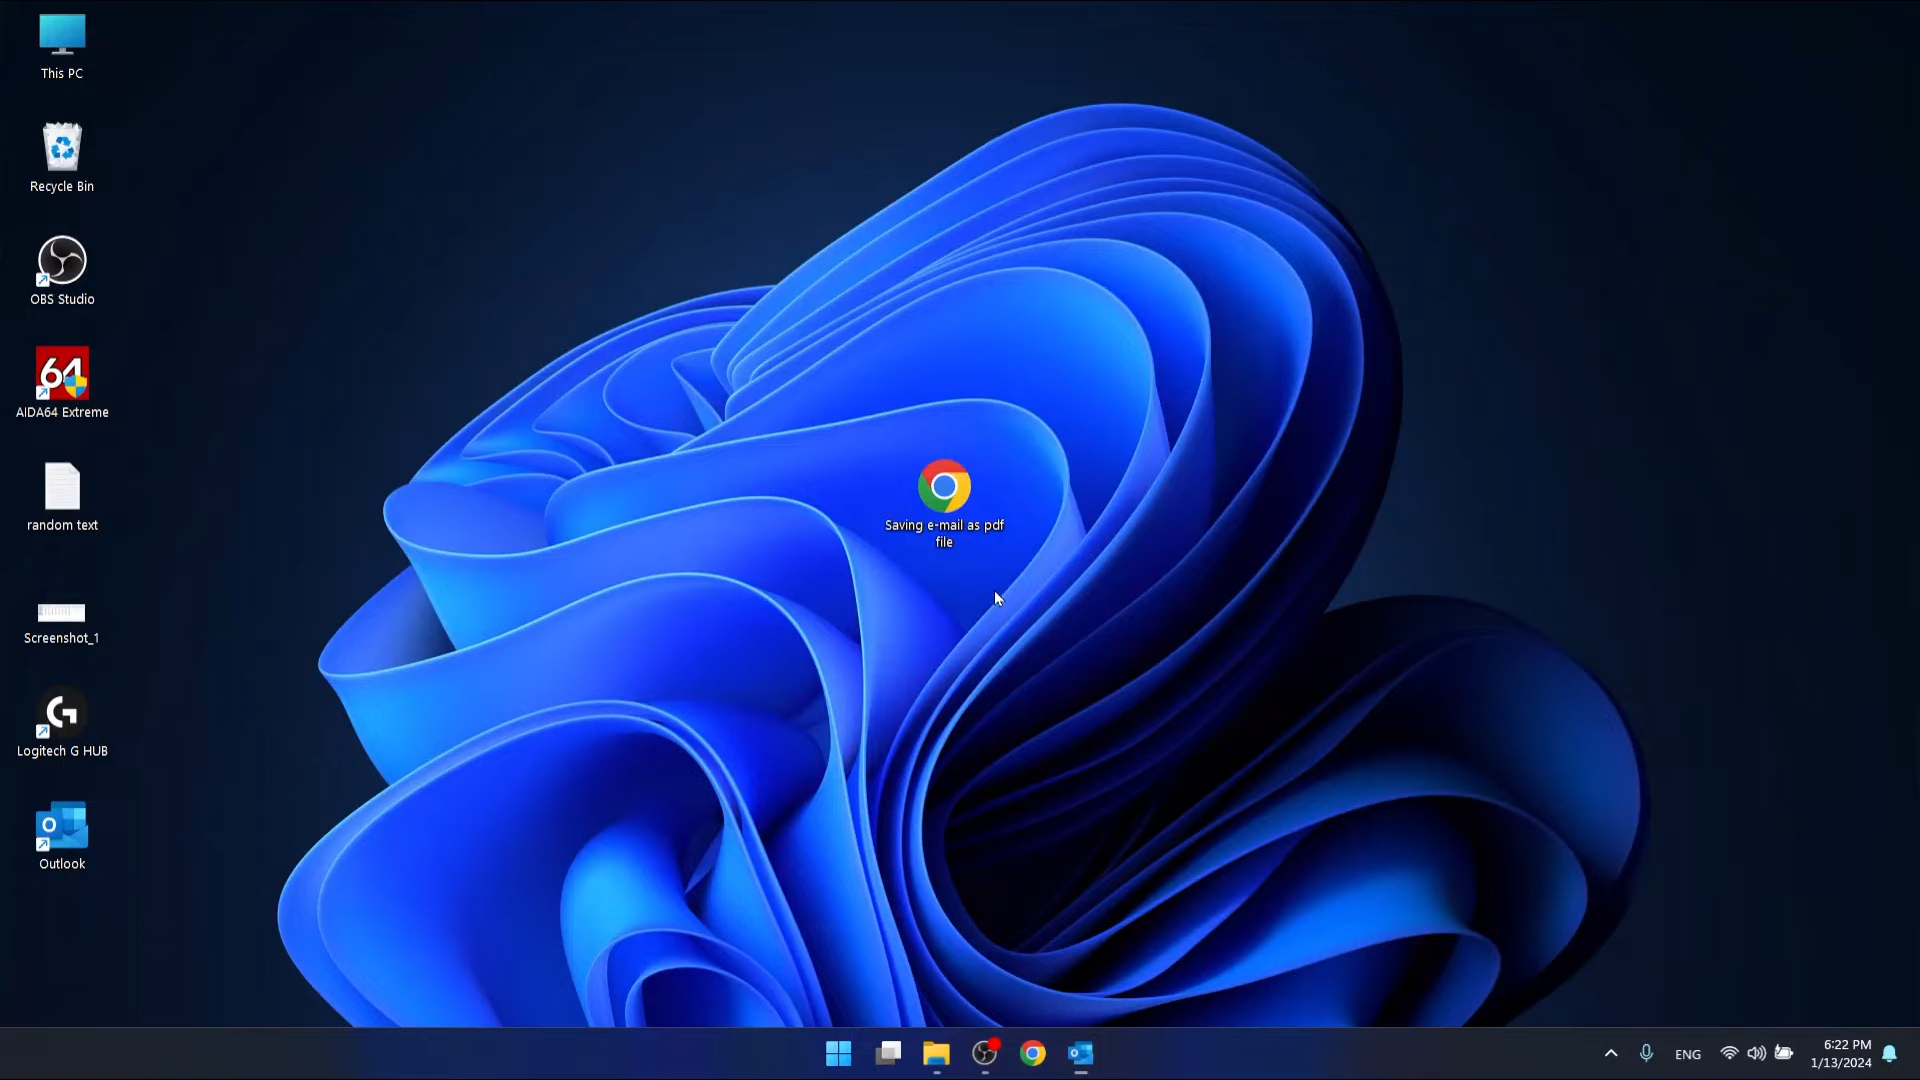 This PC
Recycle Bin
OBS Studio
64
AIDA64 Extreme
random text
Screenshot_1
Logitech G HUB
Outlook
Saving e-mail as pdf
file
ENG
6:22 PM
1/13/2024